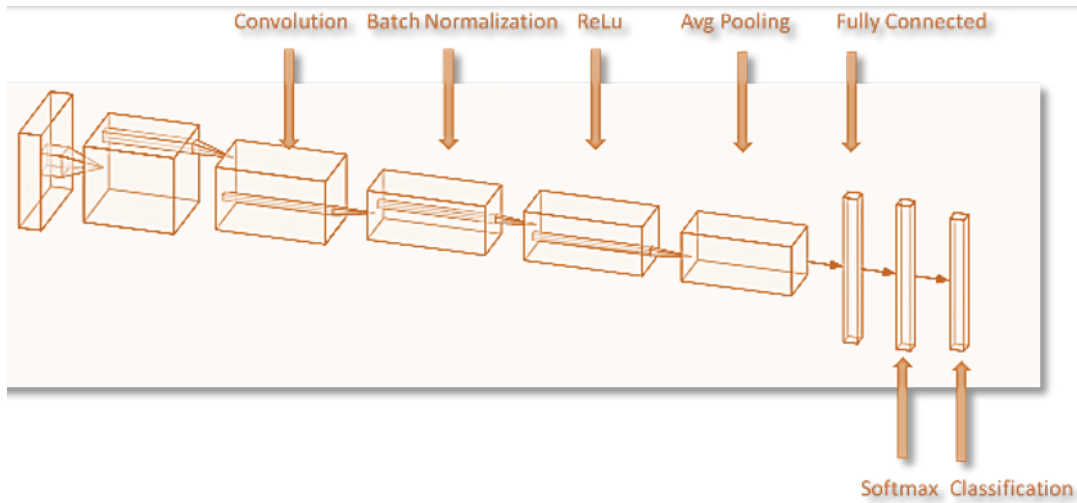 Convolution Batch Normalization ReLu Avg Pooling Fully Connected
Softmax Classification